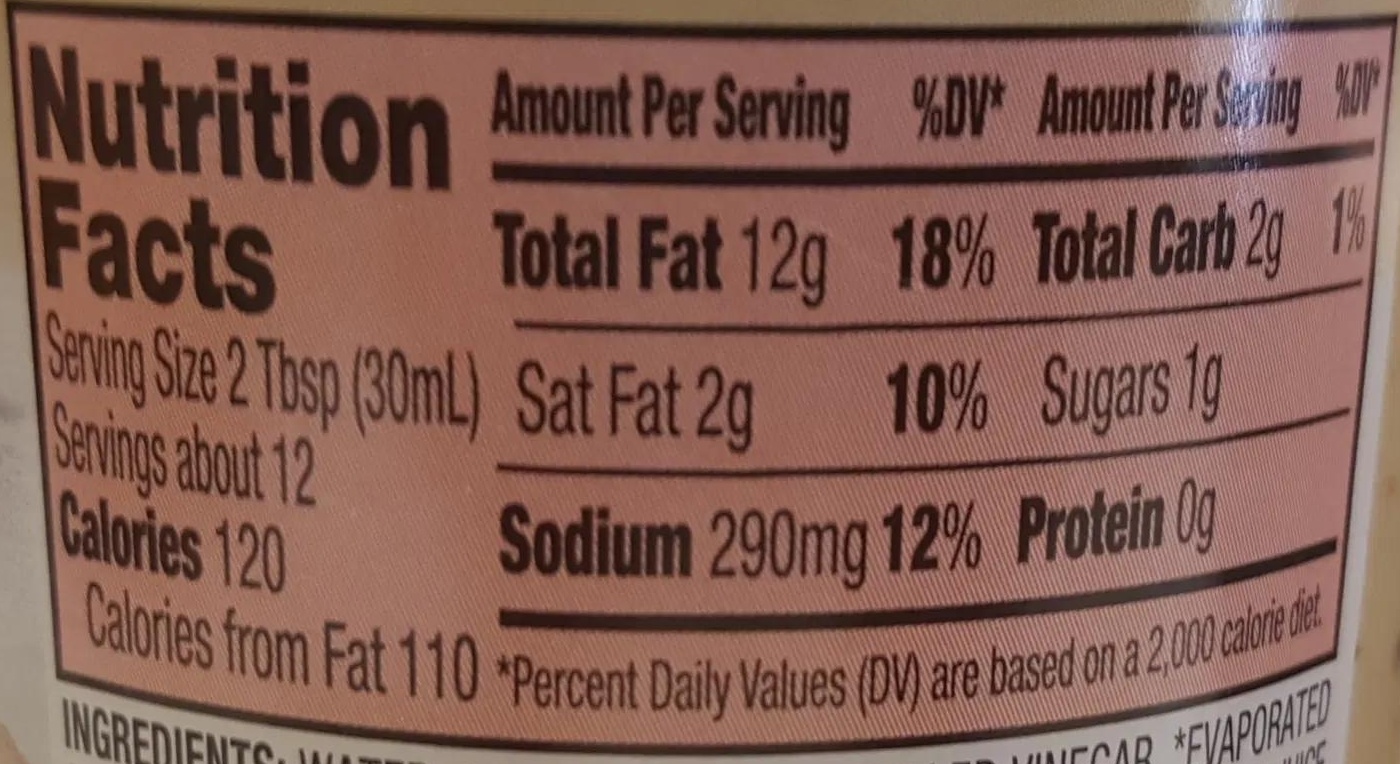 Nutrition
Facts
Serving Size 2 Tbsp (30mL)
Servings about 12
Calories 120
Calories from Fat 110
Amount Per Serving %DV* Amount Per Serving %DV*
Total Fat 12g 18% Total Carb 2g 1%
Sat Fat 2g 10% Sugars 1g
Sodium 290mg 12% Protein 0g
*Percent Daily Values (DV) are based on a 2,000 calorie diet.
INGREDIENTS: VINEGAR, *EVAPORATED